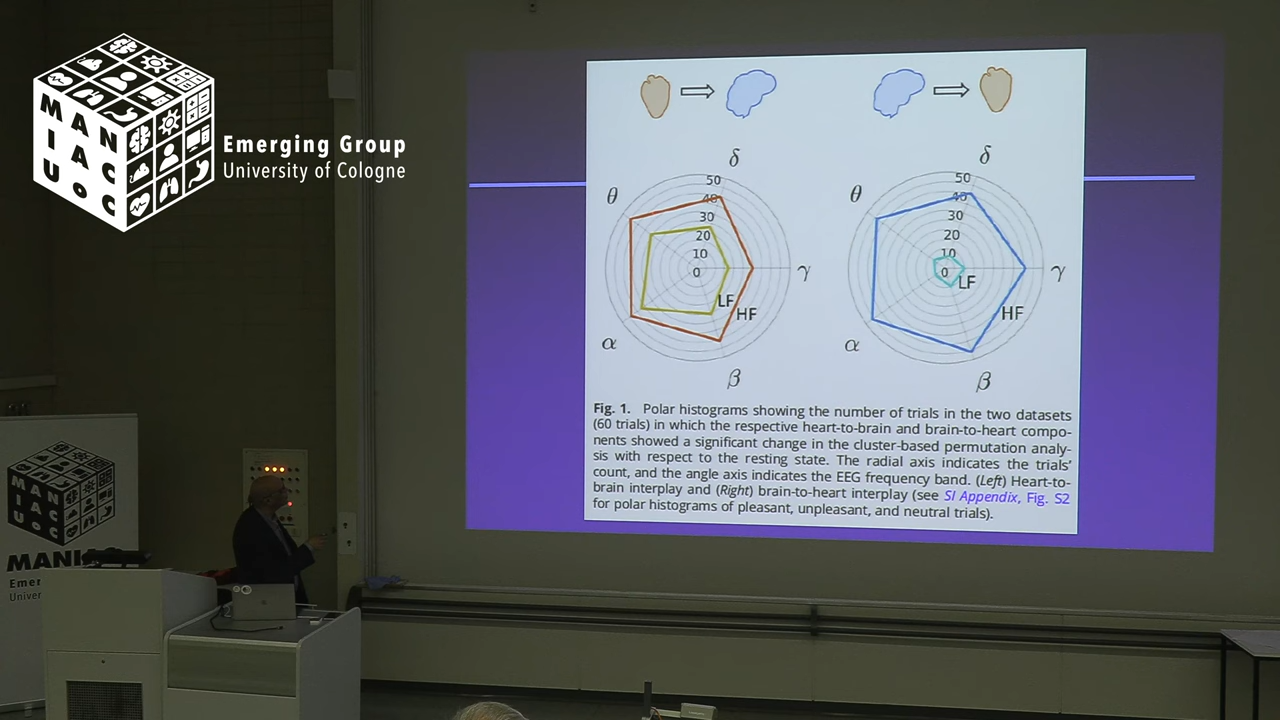 MAN
IAC
UOC
Emerging Group
University of Cologne
δ
θ
50
40
30
20
10
0
γ
LF
HF
α
β
δ
θ
50
40
30
20
10
0
γ
LF
HF
α
β
Fig. 1. Polar histograms showing the number of trials in the two datasets
(60 trials) in which the respective heart-to-brain and brain-to-heart compo-
nents showed a significant change in the cluster-based permutation analy-
sis with respect to the resting state. The radial axis indicates the trials’
count, and the angle axis indicates the EEG frequency band. (Left) Heart-to-
brain interplay and (Right) brain-to-heart interplay (see SI Appendix, Fig. S2
for polar histograms of pleasant, unpleasant, and neutral trials).
MAN
IAC
UOC
MANI
Emer
Univer